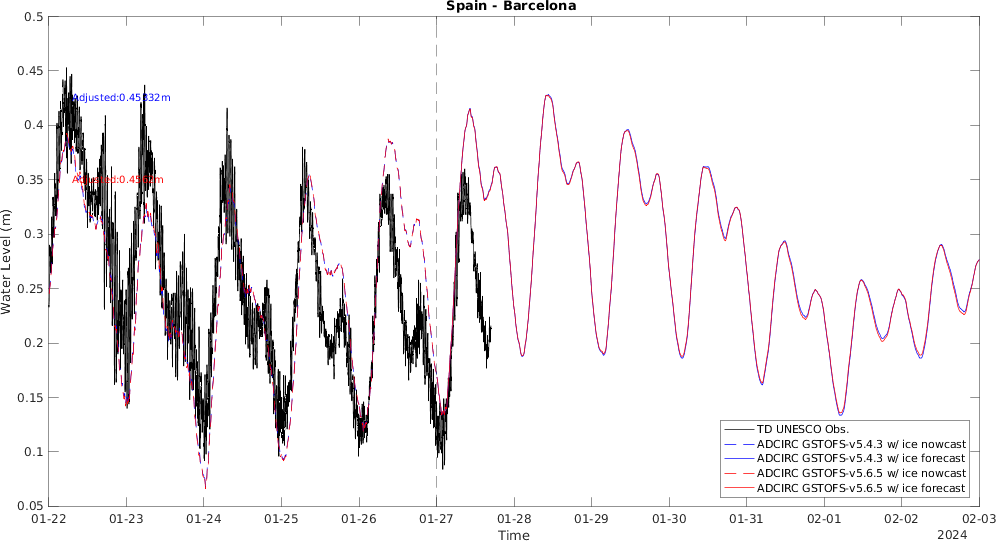 Spain - Barcelona
0.5
0.45
0.4
0.35
0.3
0.25
0.2
0.15
0.1
0.05
Water Level (m)
Adjusted:0.45332m
TD UNESCO Obs.
ADCIRC GSTOFS-v5.4.3 w/ ice nowcast
ADCIRC GSTOFS-v5.4.3 w/ ice forecast
ADCIRC GSTOFS-v5.6.5 w/ ice nowcast
ADCIRC GSTOFS-v5.6.5 w/ ice forecast
01-22 01-23 01-24 01-25 01-26 01-27 01-28 01-29 01-30 01-31 02-01 02-02 02-03
Time
2024